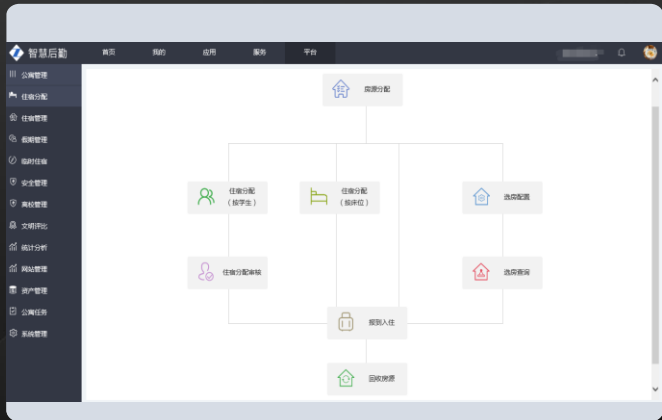 智慧后勤
首页
我的
应用
服务
平台
公寓管理
住宿分配
住宿管理
假期管理
临时住宿
安全管理
离校管理
文明评比
统计分析
网站管理
资产管理
公寓任务
系统管理
房源分配
住宿分配
（按学生）
住宿分配
（按床位）
选房配置
住宿分配审核
选房查询
报到入住
回收房源